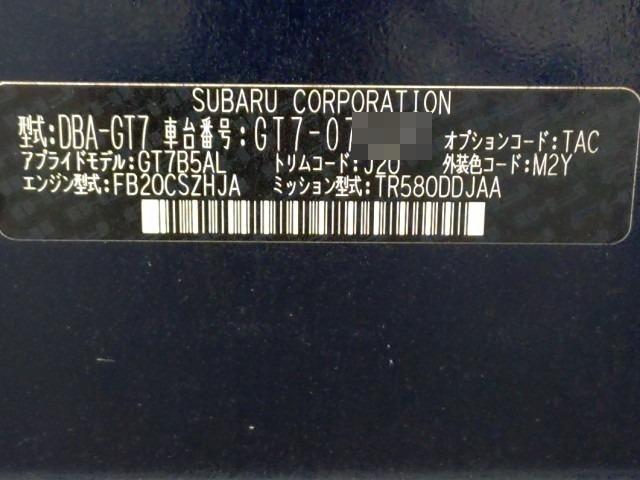 SUBARU CORPORATION
型式:DBA-GT7 車台番号:GT7-07 オプションコード:TAC
アプライドモデル:GT7B5AL トリムコード:J20 外装色コード:M2Y
エンジン型式:FB20CSZHJA ミッション型式:TR580DDJAA